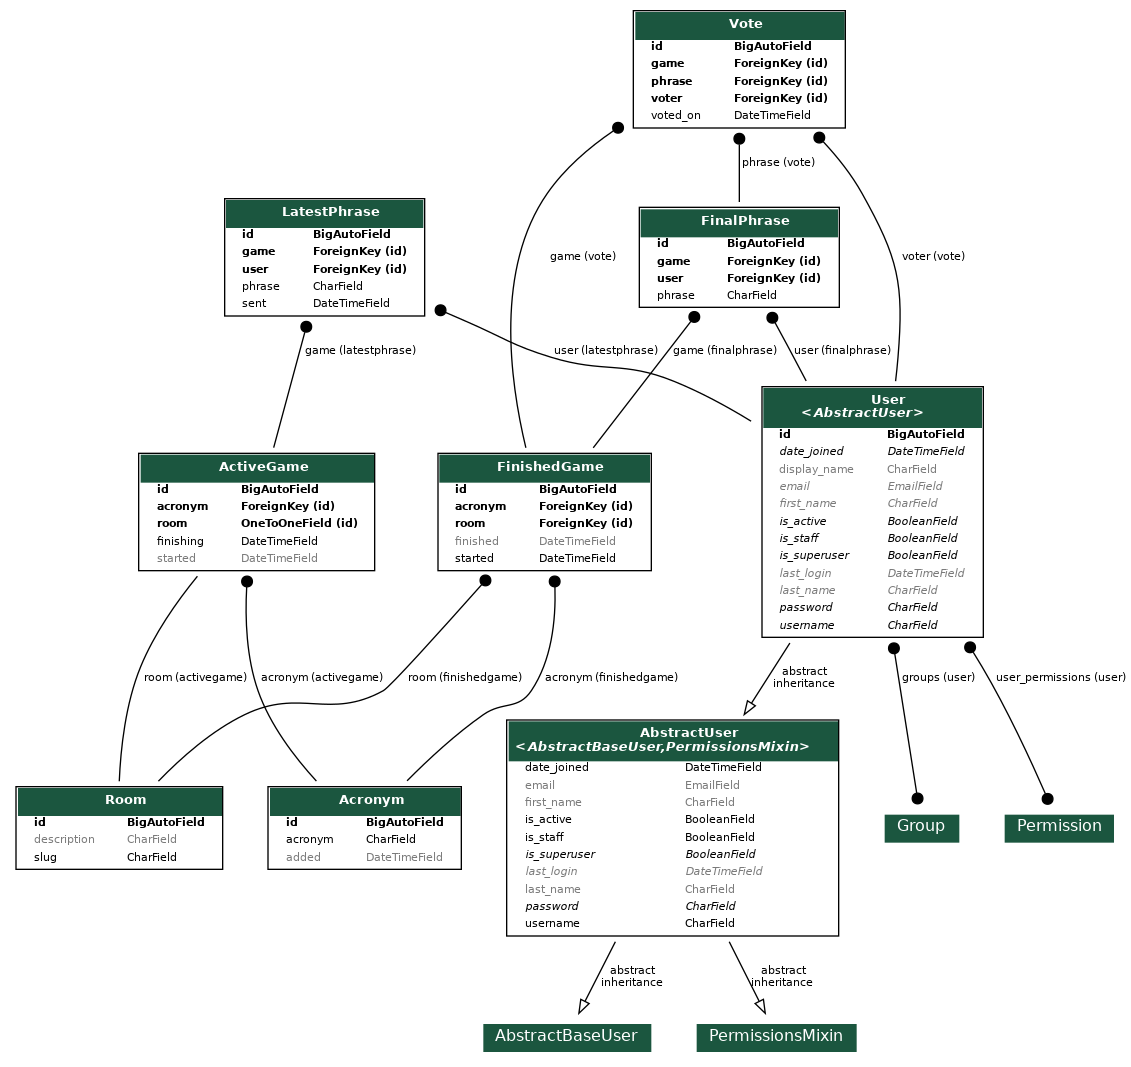 Vote
id BigAutoField
game ForeignKey (id)
phrase ForeignKey (id)
voter ForeignKey (id)
voted_on DateTimeField
phrase (vote)
game (vote)
voter (vote)
LatestPhrase
id BigAutoField
game ForeignKey (id)
user ForeignKey (id)
phrase CharField
sent DateTimeField
FinalPhrase
id BigAutoField
game ForeignKey (id)
user ForeignKey (id)
phrase CharField
game (latestphrase)
user (latestphrase)
game (finalphrase)
user (finalphrase)
User
<AbstractUser>
id BigAutoField
date_joined DateTimeField
display_name CharField
email EmailField
first_name CharField
is_active BooleanField
is_staff BooleanField
is_superuser BooleanField
last_login DateTimeField
last_name CharField
password CharField
username CharField
ActiveGame
id BigAutoField
acronym ForeignKey (id)
room OneToOneField (id)
finishing DateTimeField
started DateTimeField
FinishedGame
id BigAutoField
acronym ForeignKey (id)
room ForeignKey (id)
finished DateTimeField
started DateTimeField
room (activegame)
acronym (activegame)
room (finishedgame)
acronym (finishedgame)
abstract
inheritance
groups (user)
user_permissions (user)
AbstractUser
<AbstractBaseUser,PermissionsMixin>
date_joined DateTimeField
email EmailField
first_name CharField
is_active BooleanField
is_staff BooleanField
is_superuser BooleanField
last_login DateTimeField
last_name CharField
password CharField
username CharField
Room
id BigAutoField
description CharField
slug CharField
Acronym
id BigAutoField
acronym CharField
added DateTimeField
Group
Permission
abstract
inheritance
abstract
inheritance
AbstractBaseUser
PermissionsMixin